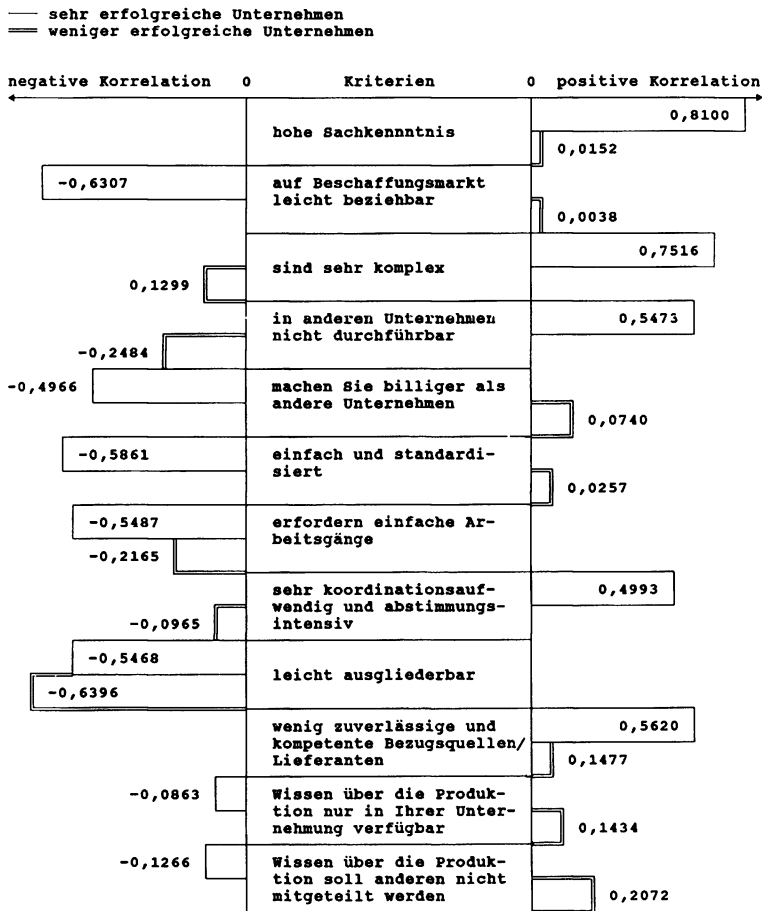 sehr erfolgreiche Unternehmen
weniger erfolgreiche Unternehmen
negative Korrelation 0 Kriterien 0 positive Korrelation
0,8100
hohe Sachkennntnis
0,0152
-0,6307
auf Beschaffungsmarkt
leicht beziehbar
0,0038
0,7516
sind sehr komplex
0,1299
in anderen Unternehmen
0,5473
nicht durchführbar
-0,2484
-0,4966
machen Sie billiger als
andere Unternehmen
0,0740
-0,5861
einfach und standardi-
siert
0,0257
-0,5487
erfordern einfache Ar-
beitsgänge
-0,2165
sehr koordinationsauf-
0,4993
wendig und abstimmungs-
intensiv
-0,0965
-0,5468
leicht ausgliederbar
-0,6396
wenig zuverlässige und
0,5620
kompetente Bezugsquellen/
Lieferanten
0,1477
-0,0863
Wissen über die Produk-
tion nur in Ihrer Unter-
nehmung verfügbar
0,1434
-0,1266
Wissen über die Produk-
tion soll anderen nicht
mitgeteilt werden
0,2072